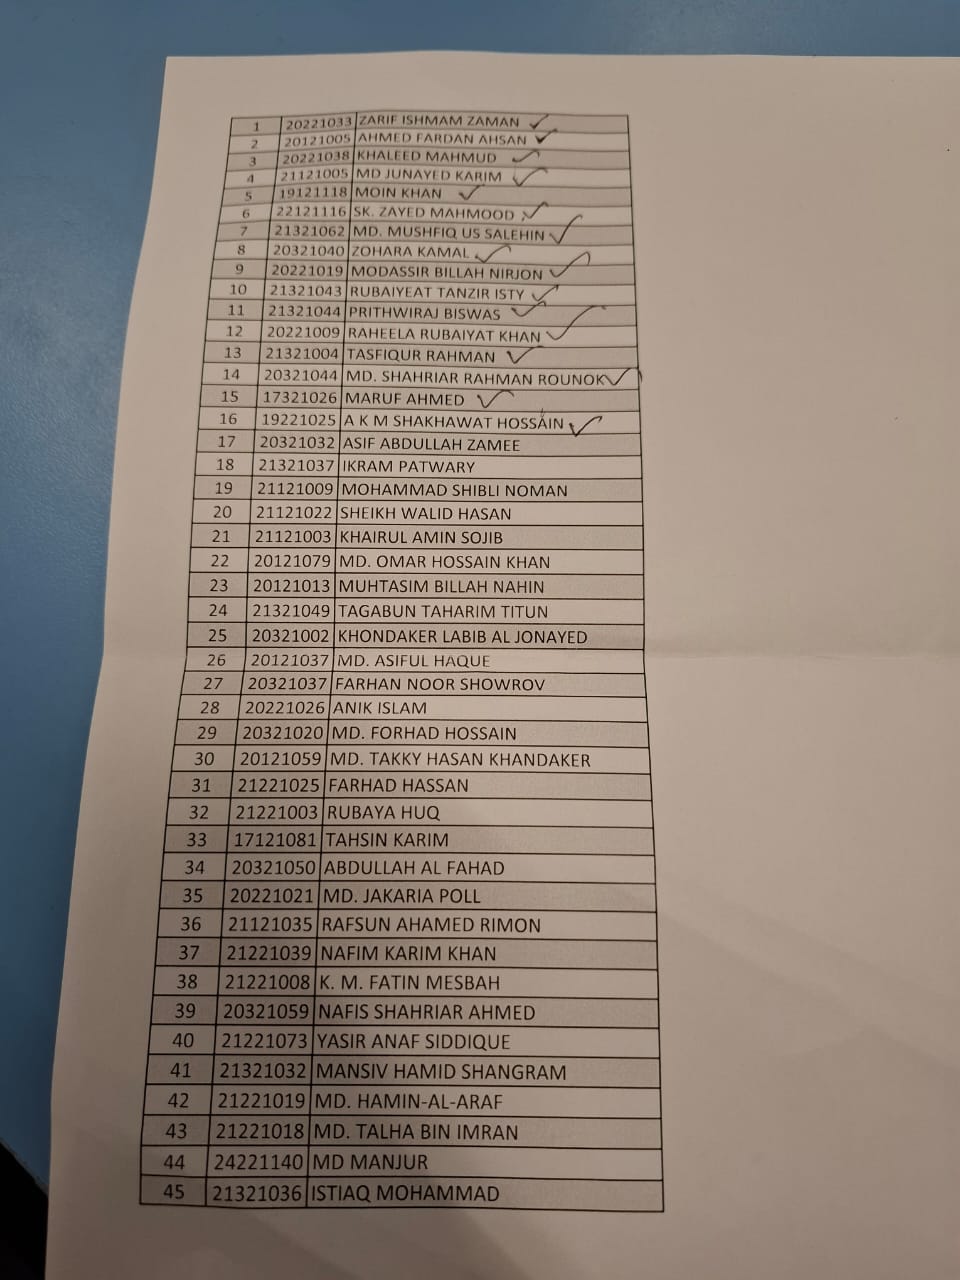 1 20221033 ZARIF ISHMAM ZAMAN ✓
2 20121005 AHMED FARDAN AHSAN ✓
3 20221038 KHALEED MAHMUD ✓
4 21121005 MD JUNAYED KARIM ✓
5 19121118 MOIN KHAN ✓
6 22121116 SK. ZAYED MAHMOOD ✓
7 21321062 MD. MUSHFIQ US SALEHIN ✓
8 20321040 ZOHARA KAMAL ✓
9 20221019 MODASSIR BILLAH NIRJON ✓
10 21321043 RUBAIYEAT TANZIR ISTY ✓
11 21321044 PRITHWIRAJ BISWAS ✓
12 20221009 RAHEELA RUBAIYAT KHAN ✓
13 21321004 TASFIQUR RAHMAN ✓
14 20321044 MD. SHAHRIAR RAHMAN ROUNOK ✓
15 17321026 MARUF AHMED ✓
16 19221025 A K M SHAKHAWAT HOSSAIN ✓
17 20321032 ASIF ABDULLAH ZAMEE
18 21321037 IKRAM PATWARY
19 21121009 MOHAMMAD SHIBLI NOMAN
20 21121022 SHEIKH WALID HASAN
21 21121003 KHAIRUL AMIN SOJIB
22 20121079 MD. OMAR HOSSAIN KHAN
23 20121013 MUHTASIM BILLAH NAHIN
24 21321049 TAGABUN TAHARIM TITUN
25 20321002 KHONDAKER LABIB AL JONAYED
26 20121037 MD. ASIFUL HAQUE
27 20321037 FARHAN NOOR SHOWROV
28 20221026 ANIK ISLAM
29 20321020 MD. FORHAD HOSSAIN
30 20121059 MD. TAKKY HASAN KHANDAKER
31 21221025 FARHAD HASSAN
32 21221003 RUBAYA HUQ
33 17121081 TAHSIN KARIM
34 20321050 ABDULLAH AL FAHAD
35 20221021 MD. JAKARIA POLL
36 21121035 RAFSUN AHAMED RIMON
37 21221039 NAFIM KARIM KHAN
38 21221008 K. M. FATIN MESBAH
39 20321059 NAFIS SHAHRIAR AHMED
40 21221073 YASIR ANAF SIDDIQUE
41 21321032 MANSIV HAMID SHANGRAM
42 21221019 MD. HAMIN-AL-ARAF
43 21221018 MD. TALHA BIN IMRAN
44 24221140 MD MANJUR
45 21321036 ISTIAQ MOHAMMAD